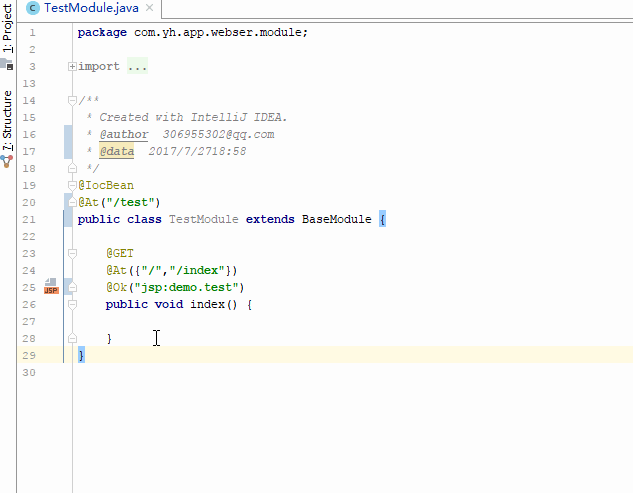 TestModule.java
1: Project
7: Structure
1 package com.yh.app.webser.module;
2
3 import ...
13
14 /**
15 * Created with IntelliJ IDEA.
16 * @author 306955302@qq.com
17 * @data 2017/7/2718:58
18 */
19 @IocBean
20 @At("/test")
21 public class TestModule extends BaseModule {
22
23 @GET
24 @At({"/","/index"})
25 @Ok("jsp:demo.test")
JSP
26 public void index() {
27
28 }
29 }
30